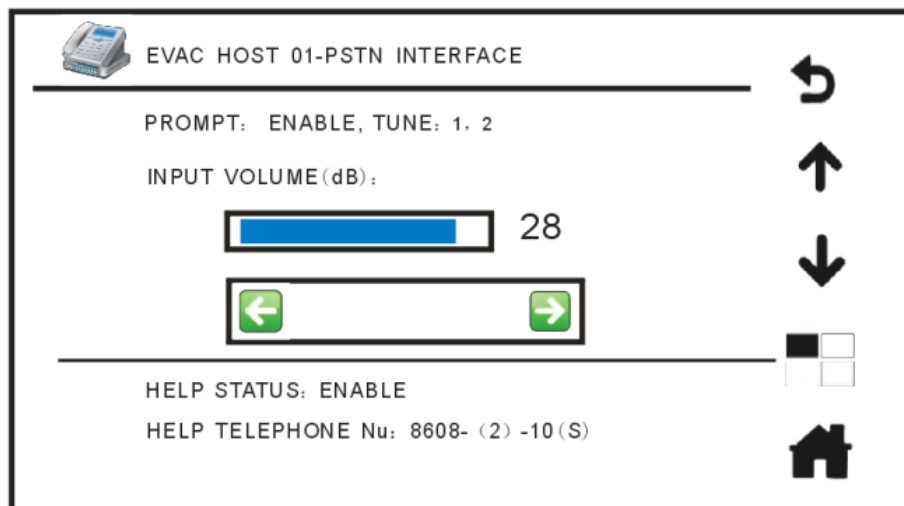 EVAC HOST 01-PSTN INTERFACE
PROMPT: ENABLE, TUNE: 1, 2
INPUT VOLUME(dB):
28
HELP STATUS: ENABLE
HELP TELEPHONE Nu: 8608-（2）-10(S)